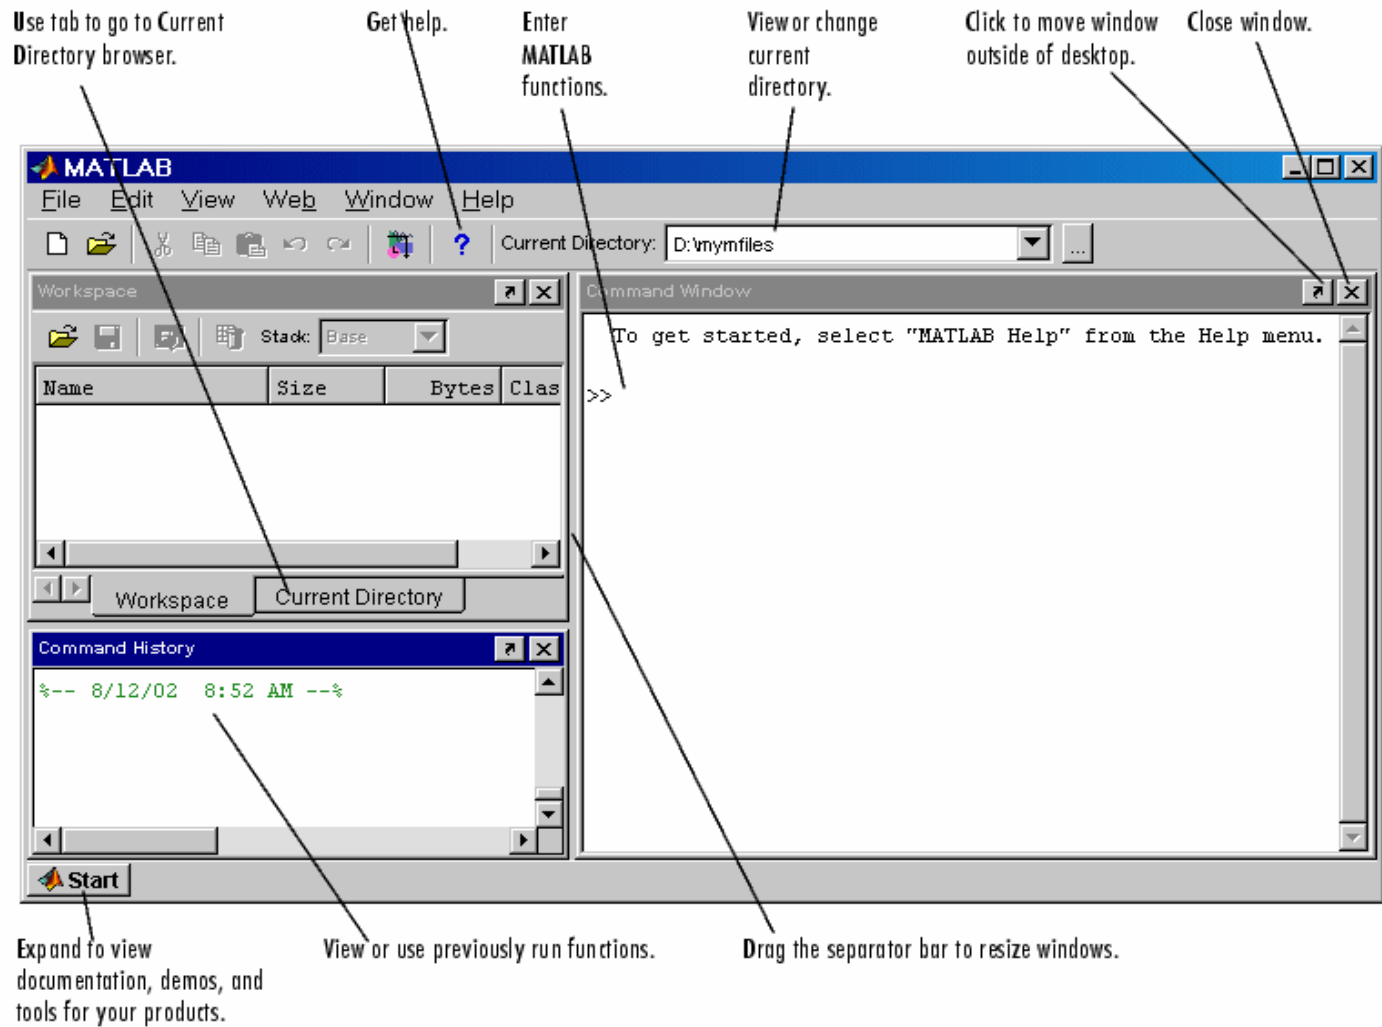 Use tab to go to Current
Directory browser.
Get help.
Enter
MATLAB
functions.
View or change
current
directory.
Click to move window
outside of desktop.
Close window.
MATLAB
File Edit View Web Window Help
? Current Directory: D:\mymfiles ...
Workspace
Stack: Base
Name Size Bytes Clas
Workspace Current Directory
Command History
%-- 8/12/02 8:52 AM --%
Command Window
To get started, select "MATLAB Help" from the Help menu.
>>
Start
Expand to view
documentation, demos, and
tools for your products.
View or use previously run functions.
Drag the separator bar to resize windows.